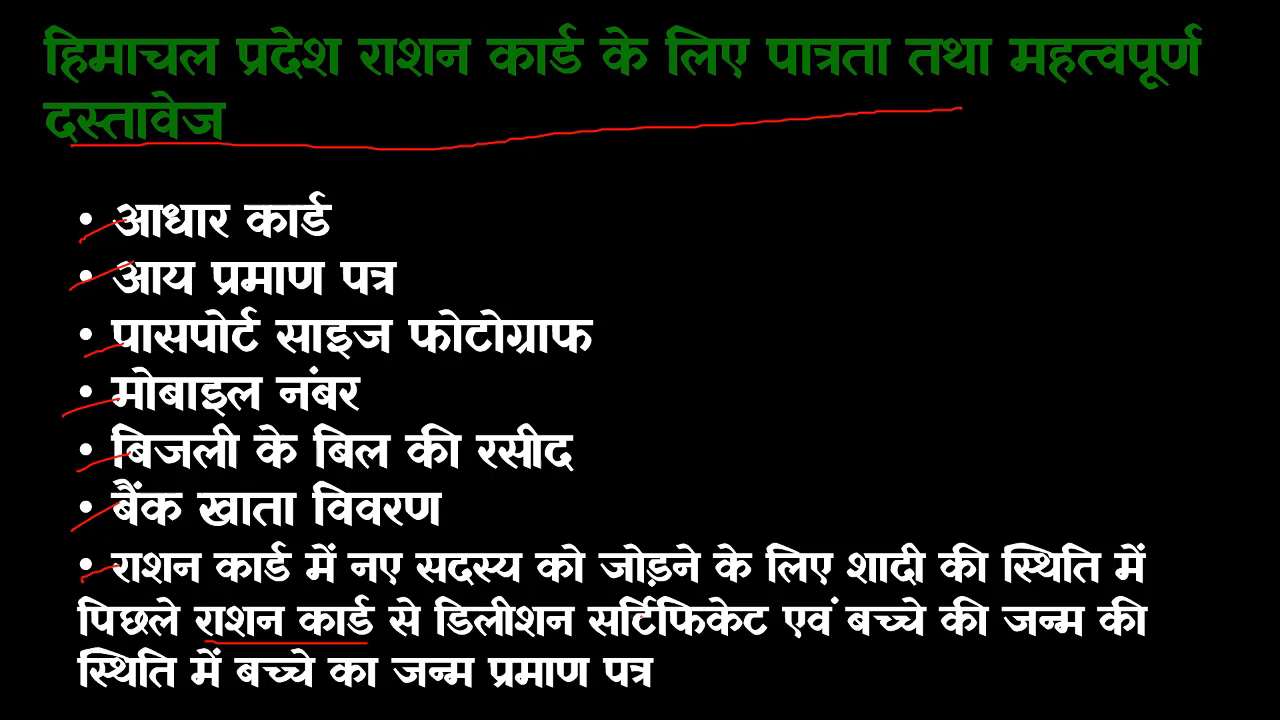 हिमाचल प्रदेश राशन कार्ड के लिए पात्रता तथा महत्वपूर्ण
दस्तावेज
• आधार कार्ड
• आय प्रमाण पत्र
• पासपोर्ट साइज फोटोग्राफ
• मोबाइल नंबर
• बिजली के बिल की रसीद
• बैंक खाता विवरण
• राशन कार्ड में नए सदस्य को जोड़ने के लिए शादी की स्थिति में
पिछले राशन कार्ड से डिलीशन सर्टिफिकेट एवं बच्चे की जन्म की
स्थिति में बच्चे का जन्म प्रमाण पत्र